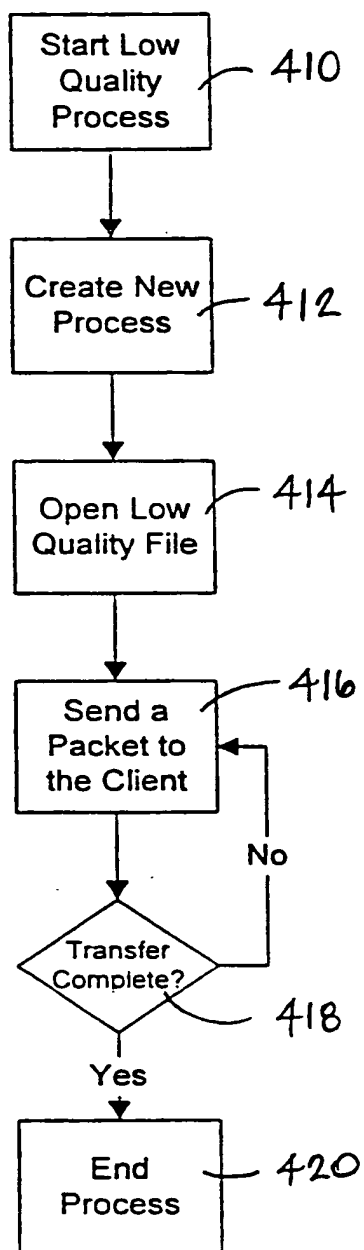 Start Low
Quality
Process
410
Create New
Process
412
Open Low
Quality File
414
Send a
Packet to
the Client
416
No
Transfer
Complete?
418
Yes
End
Process
420